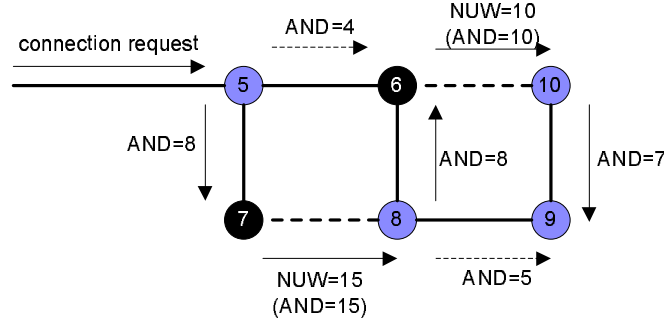 NUW=10
(AND=10)
AND=4
connection request
5
6
10
AND=8
AND=8
AND=7
7
8
9
NUW=15
(AND=15)
AND=5